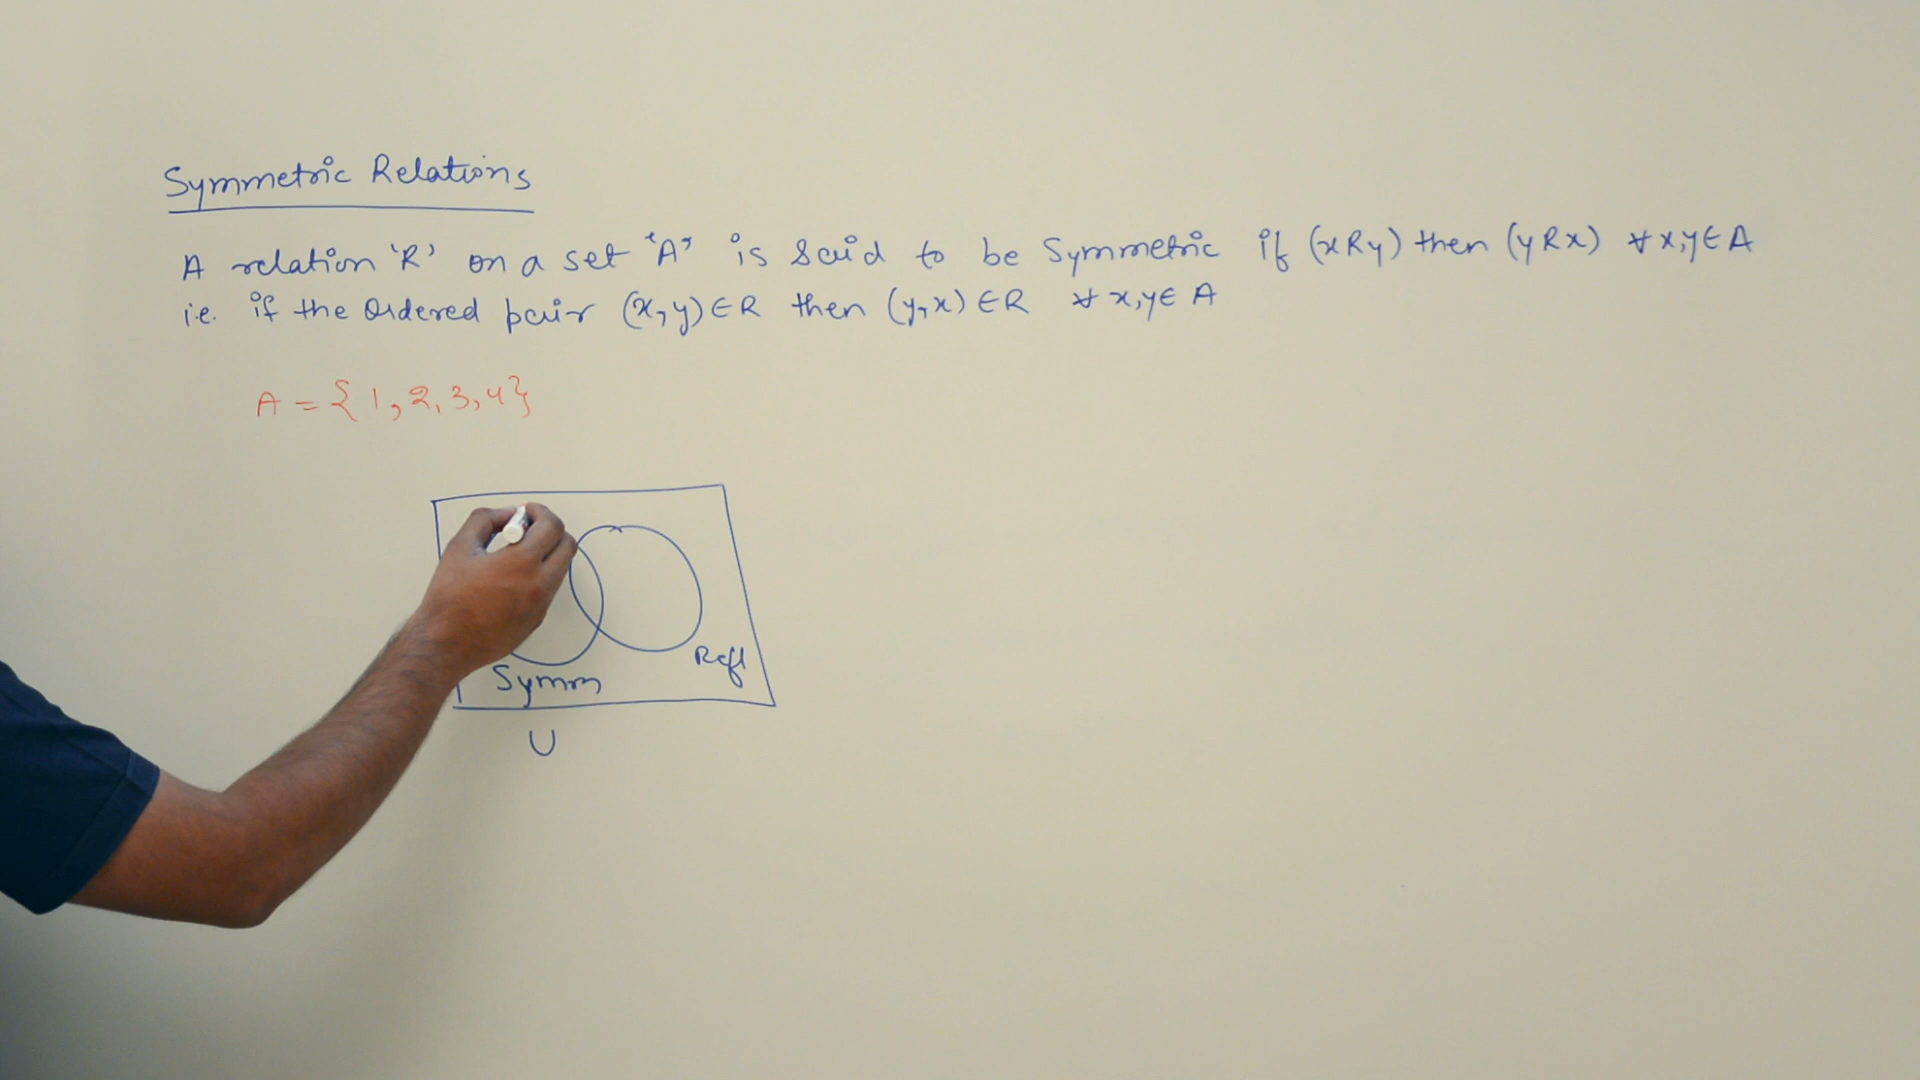 Symmetric Relations
A relation 'R' on a set 'A' is said to be Symmetric if (xRy) then (yRx) ∀ x,y∈A
i.e. if the Ordered pair (x,y)∈R then (y,x)∈R ∀ x,y∈ A
A = {1,2,3,4}
Refl
Symm
U